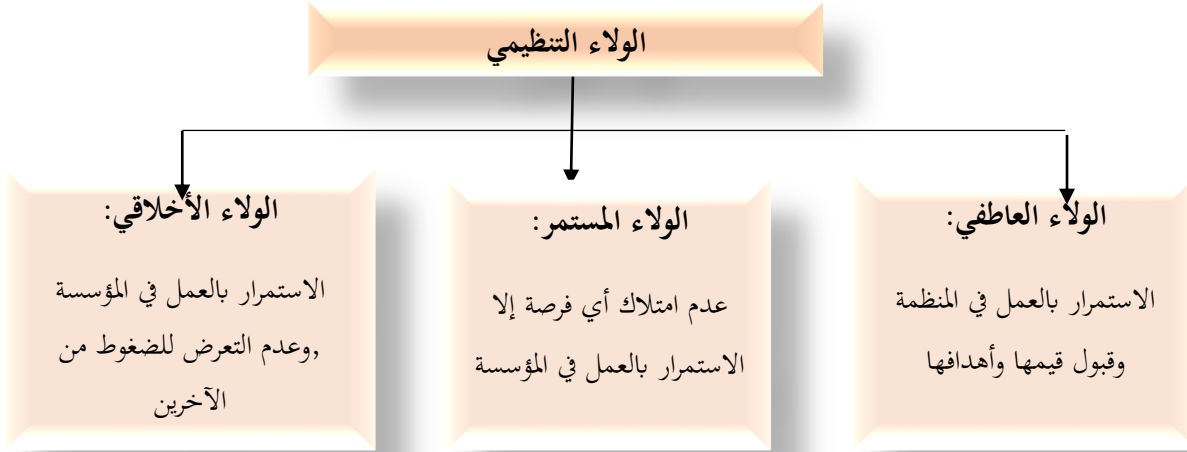 الولاء التنظيمي
الولاء العاطفي:
الاستمرار بالعمل في المنظمة
وقبول قيمها وأهدافها
الولاء المستمر:
عدم امتلاك أي فرصة إلا
الاستمرار بالعمل في المؤسسة
الولاء الأخلاقي:
الاستمرار بالعمل في المؤسسة
,وعدم التعرض للضغوط من
الآخرين